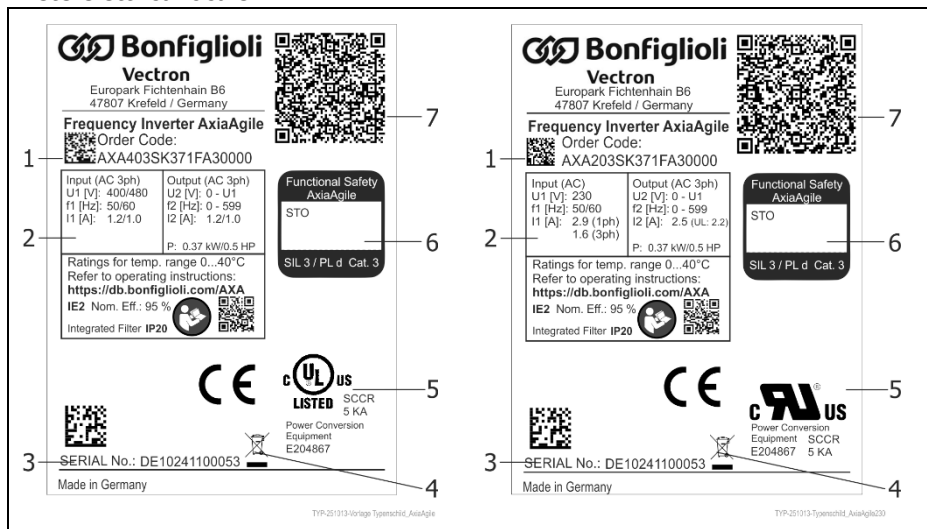 Bonfiglioli
Vectron
Europark Fichtenhain B6
47807 Krefeld / Germany
7
Frequency Inverter AxiaAgile
Order Code:
1
AXA403SK371FA30000
Input (AC 3ph)
U1 [V]: 400/480
f1 [Hz]: 50/60
I1 [A]: 1.2/1.0
2
Output (AC 3ph)
U2 [V]: 0 - U1
f2 [Hz]: 0 - 599
I2 [A]: 1.2/1.0
P: 0.37 kW/0.5 HP
Functional Safety
AxiaAgile
STO
6
SIL 3 / PL d Cat. 3
Ratings for temp. range 0...40°C
Refer to operating instructions:
https://db.bonfiglioli.com/AXA
IE2 Nom. Eff.: 95 %
Integrated Filter IP20
CE
C UL US
LISTED
5
SCCR
5 KA
Power Conversion
Equipment
E204867
3
SERIAL No.: DE10241100053
4
Made in Germany
TYP-251013-Vorlage Typenschild_AxiaAgile
Bonfiglioli
Vectron
Europark Fichtenhain B6
47807 Krefeld / Germany
7
Frequency Inverter AxiaAgile
Order Code:
1
AXA203SK371FA30000
Input (AC)
U1 [V]: 230
f1 [Hz]: 50/60
I1 [A]: 2.9 (1ph)
1.6 (3ph)
2
Output (AC 3ph)
U2 [V]: 0 - U1
f2 [Hz]: 0 - 599
I2 [A]: 2.5 (UL: 2.2)
P: 0.37 kW/0.5 HP
Functional Safety
AxiaAgile
STO
6
SIL 3 / PL d Cat. 3
Ratings for temp. range 0...40°C
Refer to operating instructions:
https://db.bonfiglioli.com/AXA
IE2 Nom. Eff.: 95 %
Integrated Filter IP20
CE
C RU US
®
5
Power Conversion
Equipment SCCR
E204867 5 KA
3
SERIAL No.: DE10241100053
4
Made in Germany
TYP-251013-Typenschild_AxiaAgile230